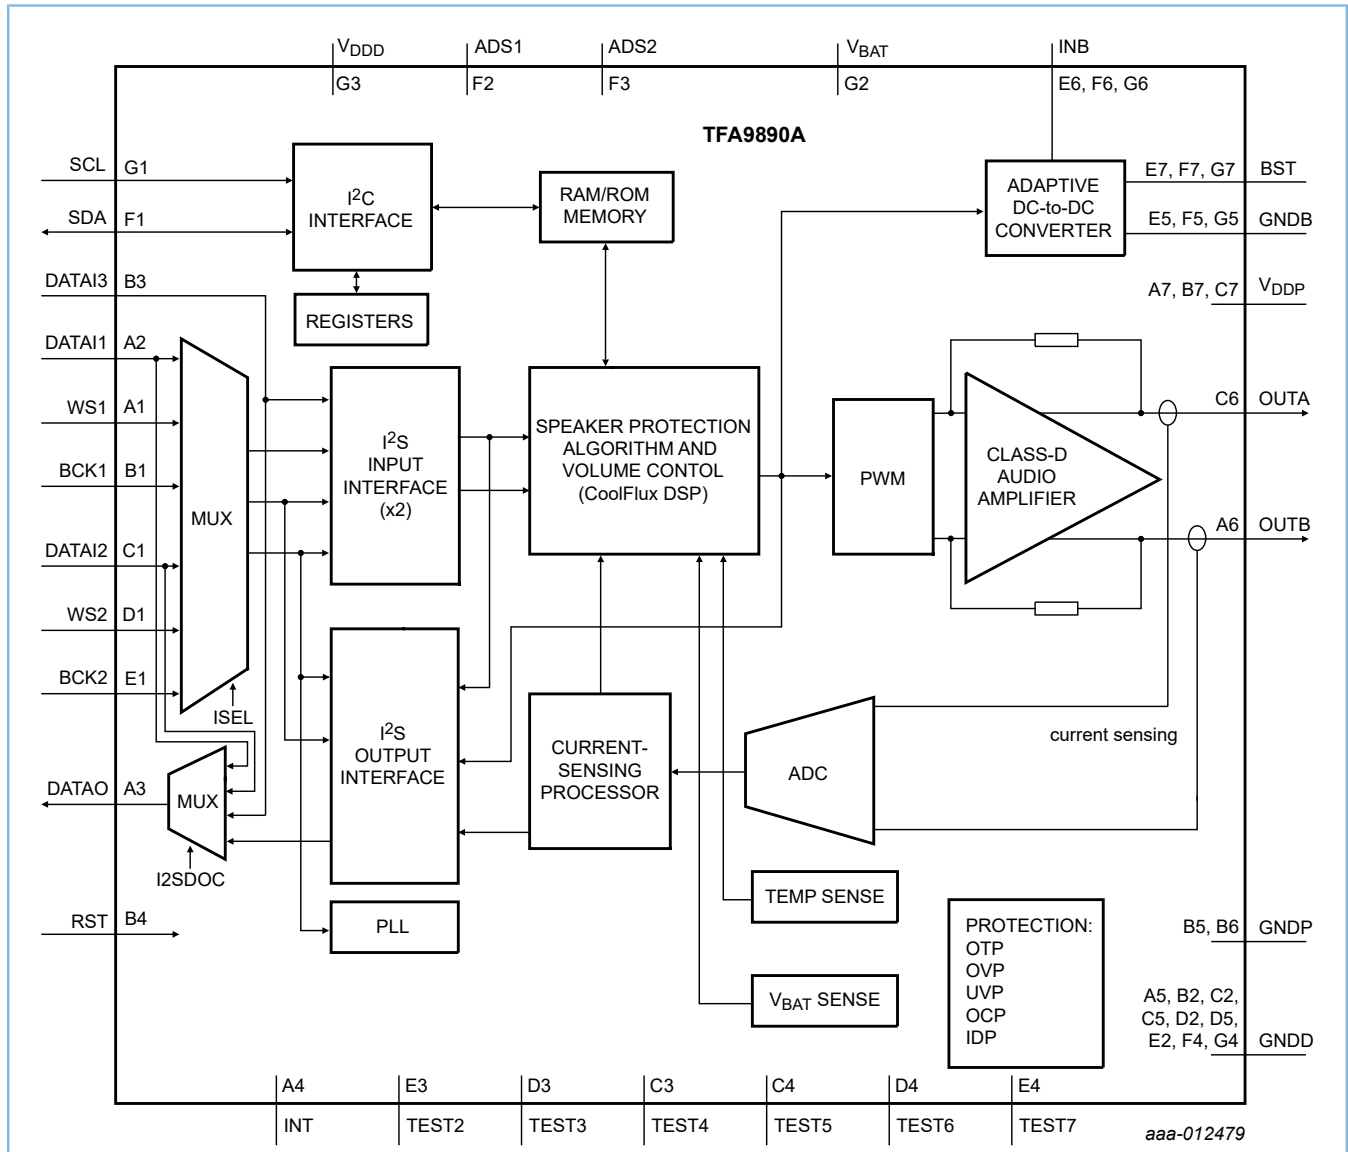 VDDD ADS1 ADS2 VBAT INB
G3 F2 F3 G2 E6, F6, G6
TFA9890A
SCL G1
SDA F1
DATAI3 B3
DATAI1 A2
WS1 A1
BCK1 B1
DATAI2 C1
WS2 D1
BCK2 E1
DATAO A3
RST B4
I2C
INTERFACE
REGISTERS
RAM/ROM
MEMORY
ADAPTIVE
DC-to-DC
CONVERTER
E7, F7, G7 BST
E5, F5, G5 GNDB
A7, B7, C7 VDDP
MUX
ISEL
MUX
I2SDOC
I2S
INPUT
INTERFACE
(x2)
SPEAKER PROTECTION
ALGORITHM AND
VOLUME CONTOL
(CoolFlux DSP)
PWM
CLASS-D
AUDIO
AMPLIFIER
C6 OUTA
A6 OUTB
I2S
OUTPUT
INTERFACE
CURRENT-
SENSING
PROCESSOR
ADC
current sensing
PLL
TEMP SENSE
VBAT SENSE
PROTECTION:
OTP
OVP
UVP
OCP
IDP
B5, B6 GNDP
A5, B2, C2,
C5, D2, D5,
E2, F4, G4 GNDD
A4 E3 D3 C3 C4 D4 E4
INT TEST2 TEST3 TEST4 TEST5 TEST6 TEST7
aaa-012479